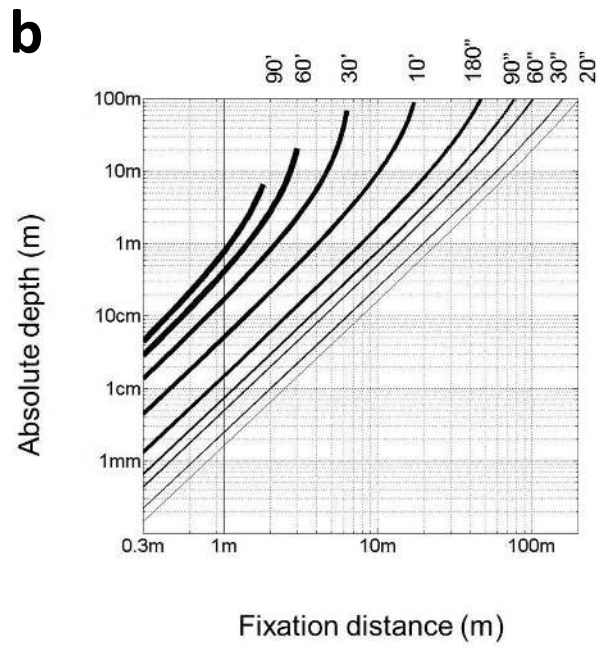 b
90' 60' 30' 10' 180" 90" 60" 30" 20"
100m
10m
1m
10cm
1cm
1mm
Absolute depth (m)
0.3m 1m 10m 100m
Fixation distance (m)